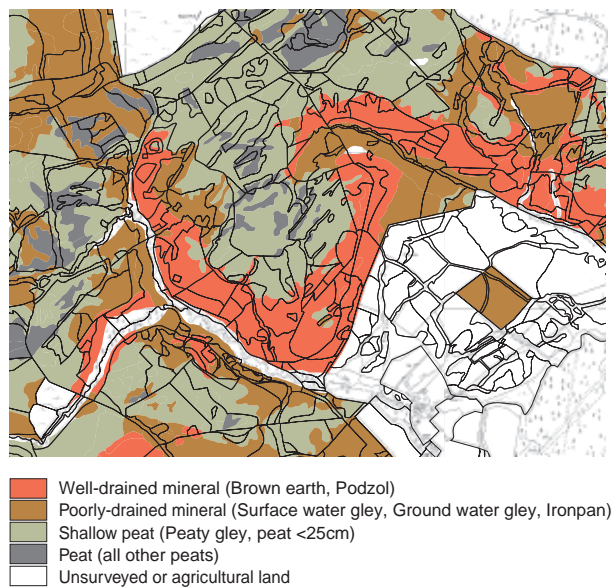 Well-drained mineral (Brown earth, Podzol)
Poorly-drained mineral (Surface water gley, Ground water gley, Ironpan)
Shallow peat (Peaty gley, peat <25cm)
Peat (all other peats)
Unsurveyed or agricultural land